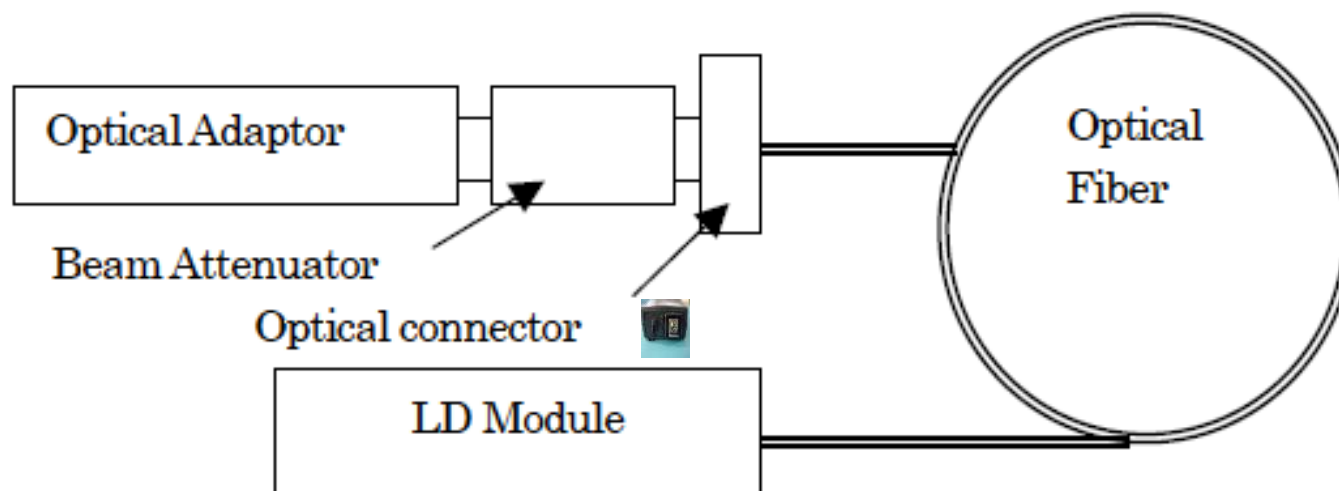 Optical Adaptor
Optical
Fiber
Beam Attenuator
Optical connector
LD Module